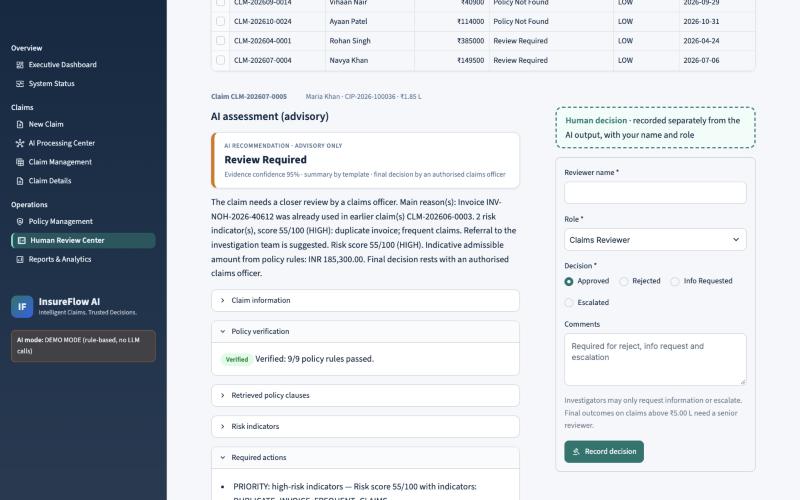 Overview
Executive Dashboard
System Status
Claims
New Claim
AI Processing Center
Claim Management
Claim Details
Operations
Policy Management
Human Review Center
Reports & Analytics
IF
InsureFlow AI
Intelligent Claims. Trusted Decisions.
AI mode: DEMO MODE (rule-based, no LLM
calls)
CLM-202609-0014 Vihaan Nair ₹40900 Policy Not Found LOW 2026-09-29
CLM-202610-0024 Ayaan Patel ₹114000 Policy Not Found LOW 2026-10-31
CLM-202604-0001 Rohan Singh ₹385000 Review Required LOW 2026-04-24
CLM-202607-0004 Navya Khan ₹149500 Review Required LOW 2026-07-06
Claim CLM-202607-0005 Maria Khan · CIP-2026-100036 · ₹1.85 L
AI assessment (advisory)
AI RECOMMENDATION · ADVISORY ONLY
Review Required
Evidence confidence 95% · summary by template · final decision by an authorised claims officer
The claim needs a closer review by a claims officer. Main reason(s): Invoice INV-
NOH-2026-40612 was already used in earlier claim(s) CLM-202606-0003. 2 risk
indicator(s), score 55/100 (HIGH): duplicate invoice; frequent claims. Referral to the
investigation team is suggested. Risk score 55/100 (HIGH). Indicative admissible
amount from policy rules: INR 185,300.00. Final decision rests with an authorised
claims officer.
Claim information
Policy verification
Verified Verified: 9/9 policy rules passed.
Retrieved policy clauses
Risk indicators
Required actions
• PRIORITY: high-risk indicators — Risk score 55/100 with indicators:
DUPLICATE_INVOICE, FREQUENT_CLAIMS
Human decision · recorded separately from the
AI output, with your name and role
Reviewer name *
Role *
Claims Reviewer
Decision *
Approved Rejected Info Requested
Escalated
Comments
Required for reject, info request and
escalation
Investigators may only request information or escalate.
Final outcomes on claims above ₹5.00 L need a senior
reviewer.
Record decision